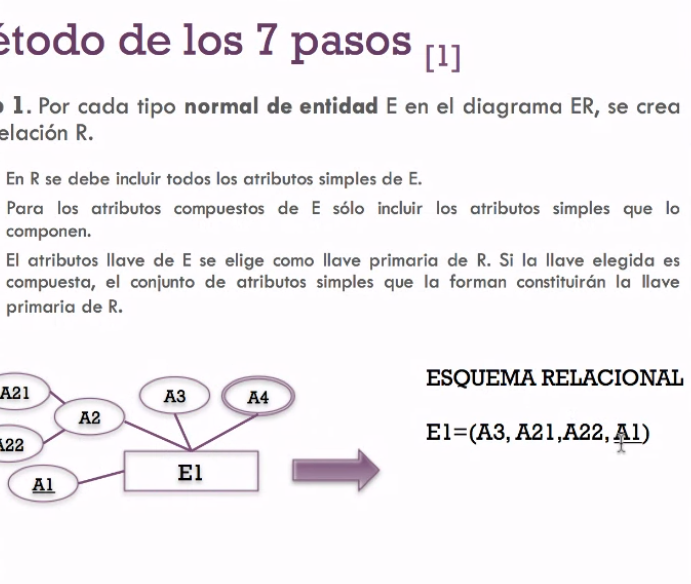 étodo de los 7 pasos [1]
o 1. Por cada tipo normal de entidad E en el diagrama ER, se crea
elación R.
En R se debe incluir todos los atributos simples de E.
Para los atributos compuestos de E sólo incluir los atributos simples que lo
componen.
El atributos llave de E se elige como llave primaria de R. Si la llave elegida es
compuesta, el conjunto de atributos simples que la forman constituirán la llave
primaria de R.
A21
A2
A22
A1
A3
A4
E1
ESQUEMA RELACIONAL
E1=(A3, A21,A22, A1)